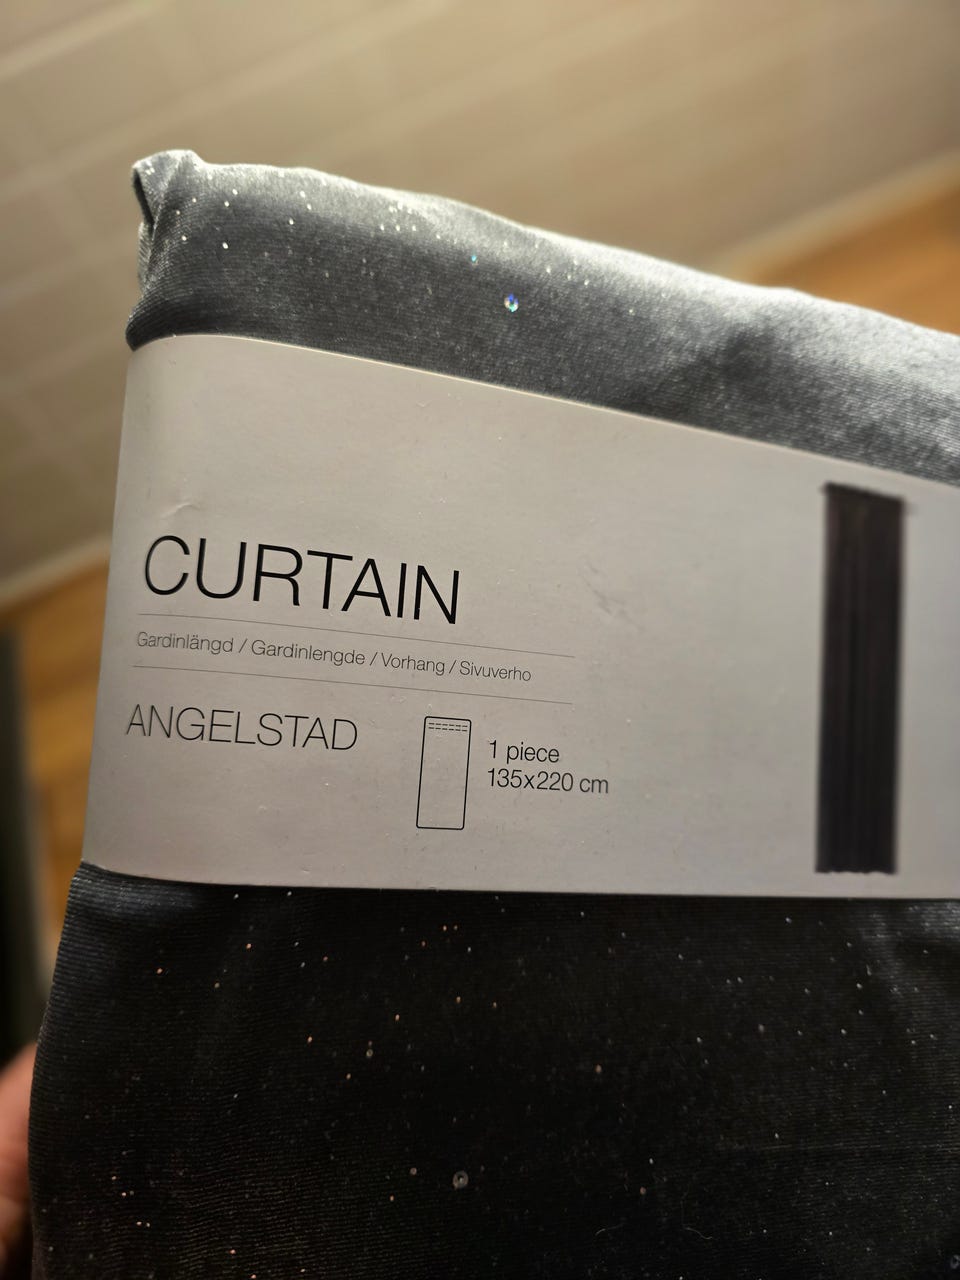 CURTAIN
Gardinlängd / Gardinlengde / Vorhang / Sivuverho
ANGELSTAD
1 piece
135x220 cm